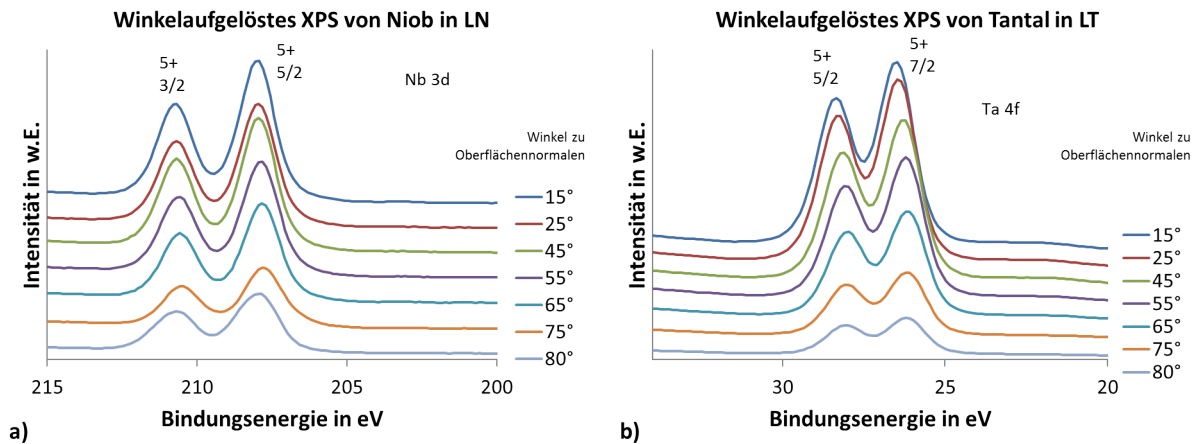 Winkelaufgelöstes XPS von Niob in LN
5+
3/2
5+
5/2
Nb 3d
Winkel zu
Oberflächennormalen
Intensität in w.E.
15°
25°
45°
55°
65°
75°
80°
215
210
205
200
Bindungsenergie in eV
a)
Winkelaufgelöstes XPS von Tantal in LT
5+
5/2
5+
7/2
Ta 4f
Winkel zu
Oberflächennormalen
Intensität in w.E.
15°
25°
45°
55°
65°
75°
80°
30
25
20
Bindungsenergie in eV
b)